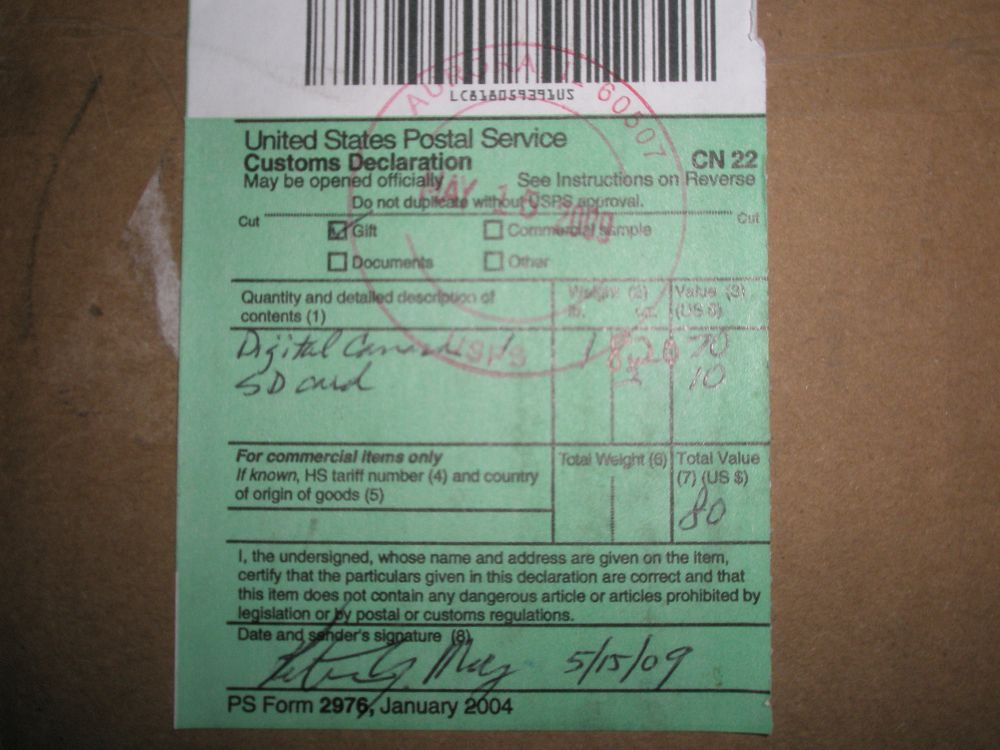 LC818059391US
AURORA IL 60507
United States Postal Service
Customs Declaration
CN 22
May be opened officially
See Instructions on Reverse
Do not duplicate without USPS approval.
Cut
Cut
Gift
Commercial sample
Documents
Other
MAY 15 2009
USPS
Quantity and detailed description of
contents (1)
Weight (2)
lb. oz.
Value (3)
(US $)
Digital Camera 1 70
SD card 10
For commercial items only
If known, HS tariff number (4) and country
of origin of goods (5)
Total Weight (6)
Total Value
(7) (US $)
80
I, the undersigned, whose name and address are given on the item,
certify that the particulars given in this declaration are correct and that
this item does not contain any dangerous article or articles prohibited by
legislation or by postal or customs regulations.
Date and sender's signature (8)
5/15/09
PS Form 2976, January 2004